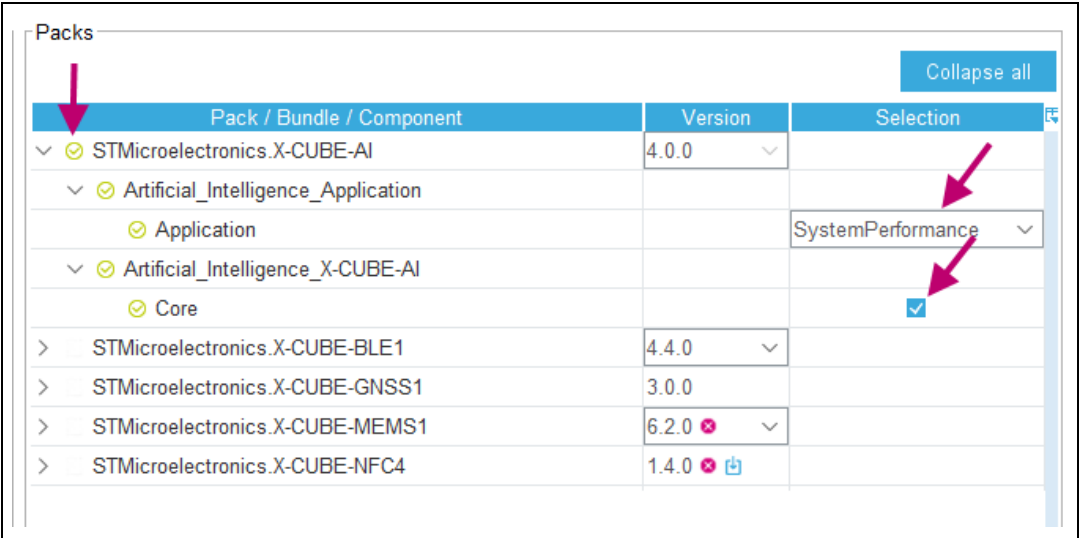 Packs
Collapse all
Pack / Bundle / Component Version Selection
STMicroelectronics.X-CUBE-AI 4.0.0
Artificial_Intelligence_Application
Application SystemPerformance
Artificial_Intelligence_X-CUBE-AI
Core
STMicroelectronics.X-CUBE-BLE1 4.4.0
STMicroelectronics.X-CUBE-GNSS1 3.0.0
STMicroelectronics.X-CUBE-MEMS1 6.2.0
STMicroelectronics.X-CUBE-NFC4 1.4.0